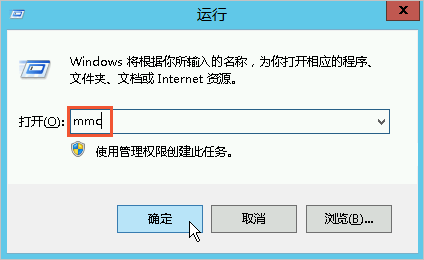 运行
Windows 将根据你所输入的名称，为你打开相应的程序、
文件夹、文档或 Internet 资源。
打开(O): mmc
使用管理权限创建此任务。
确定 取消 浏览(B)...